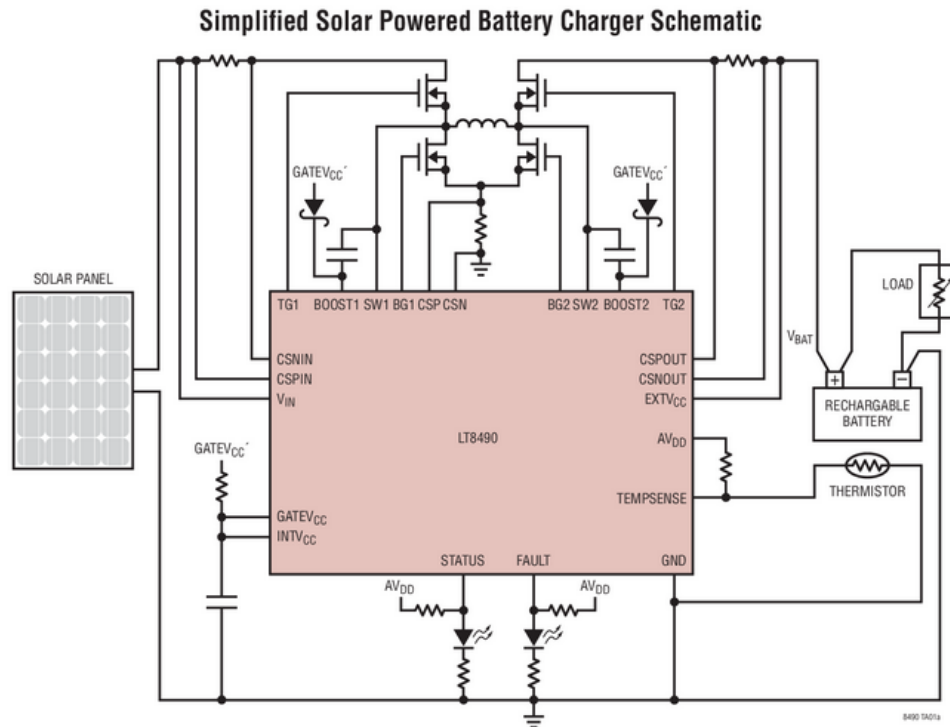 Simplified Solar Powered Battery Charger Schematic
GATEVCC′
GATEVCC′
SOLAR PANEL
LOAD
TG1
BOOST1
SW1
BG1
CSP
CSN
BG2
SW2
BOOST2
TG2
VBAT
CSNIN
CSPIN
VIN
CSPOUT
CSNOUT
EXTVCC
+
−
RECHARGABLE
BATTERY
LT8490
AVDD
GATEVCC′
TEMPSENSE
THERMISTOR
GATEVCC
INTVCC
STATUS
FAULT
GND
AVDD
AVDD
8490 TA01a